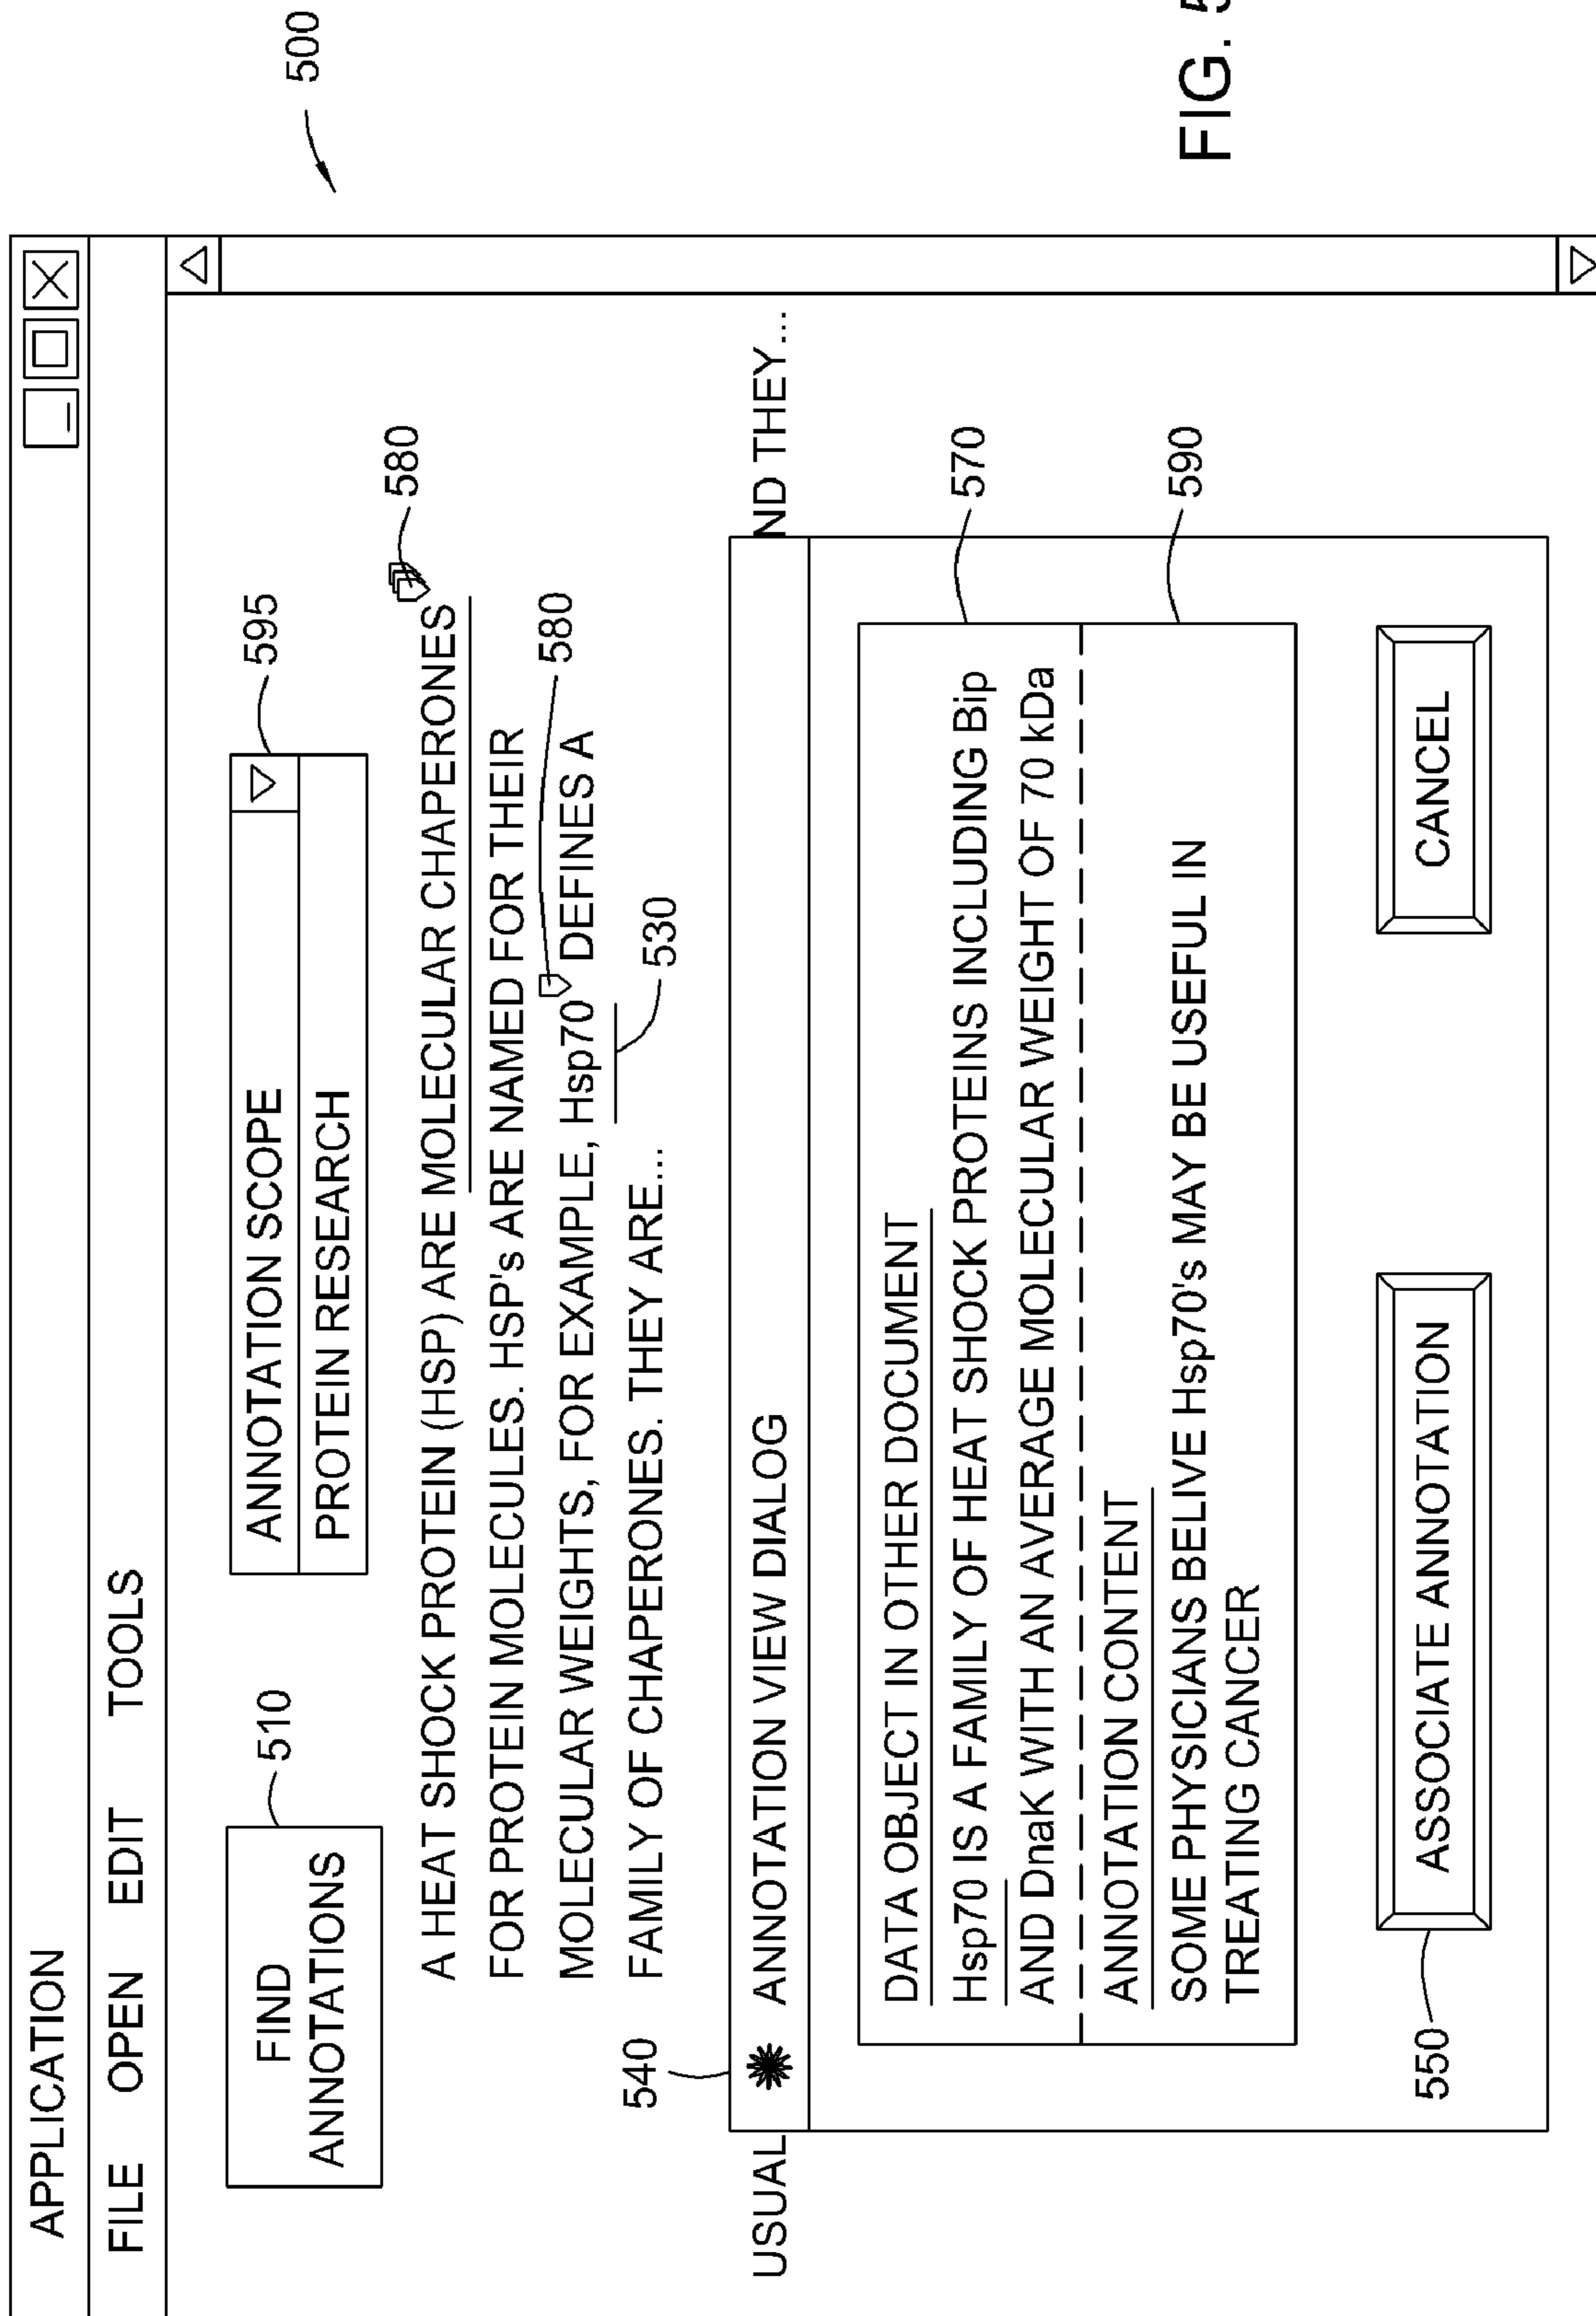 APPLICATION
FILE OPEN EDIT TOOLS
500
FIND
ANNOTATIONS
510
ANNOTATION SCOPE
PROTEIN RESEARCH
595
580
A HEAT SHOCK PROTEIN (HSP) ARE MOLECULAR CHAPERONES
FOR PROTEIN MOLECULES. HSP's ARE NAMED FOR THEIR
580
MOLECULAR WEIGHTS, FOR EXAMPLE, Hsp70 DEFINES A
FAMILY OF CHAPERONES. THEY ARE...
530
540
USUAL
ANNOTATION VIEW DIALOG
ND THEY...
DATA OBJECT IN OTHER DOCUMENT
Hsp70 IS A FAMILY OF HEAT SHOCK PROTEINS INCLUDING Bip
AND DnaK WITH AN AVERAGE MOLECULAR WEIGHT OF 70 kDa
570
ANNOTATION CONTENT
SOME PHYSICIANS BELIVE Hsp70's MAY BE USEFUL IN
TREATING CANCER
590
550
ASSOCIATE ANNOTATION
CANCEL
FIG. 5